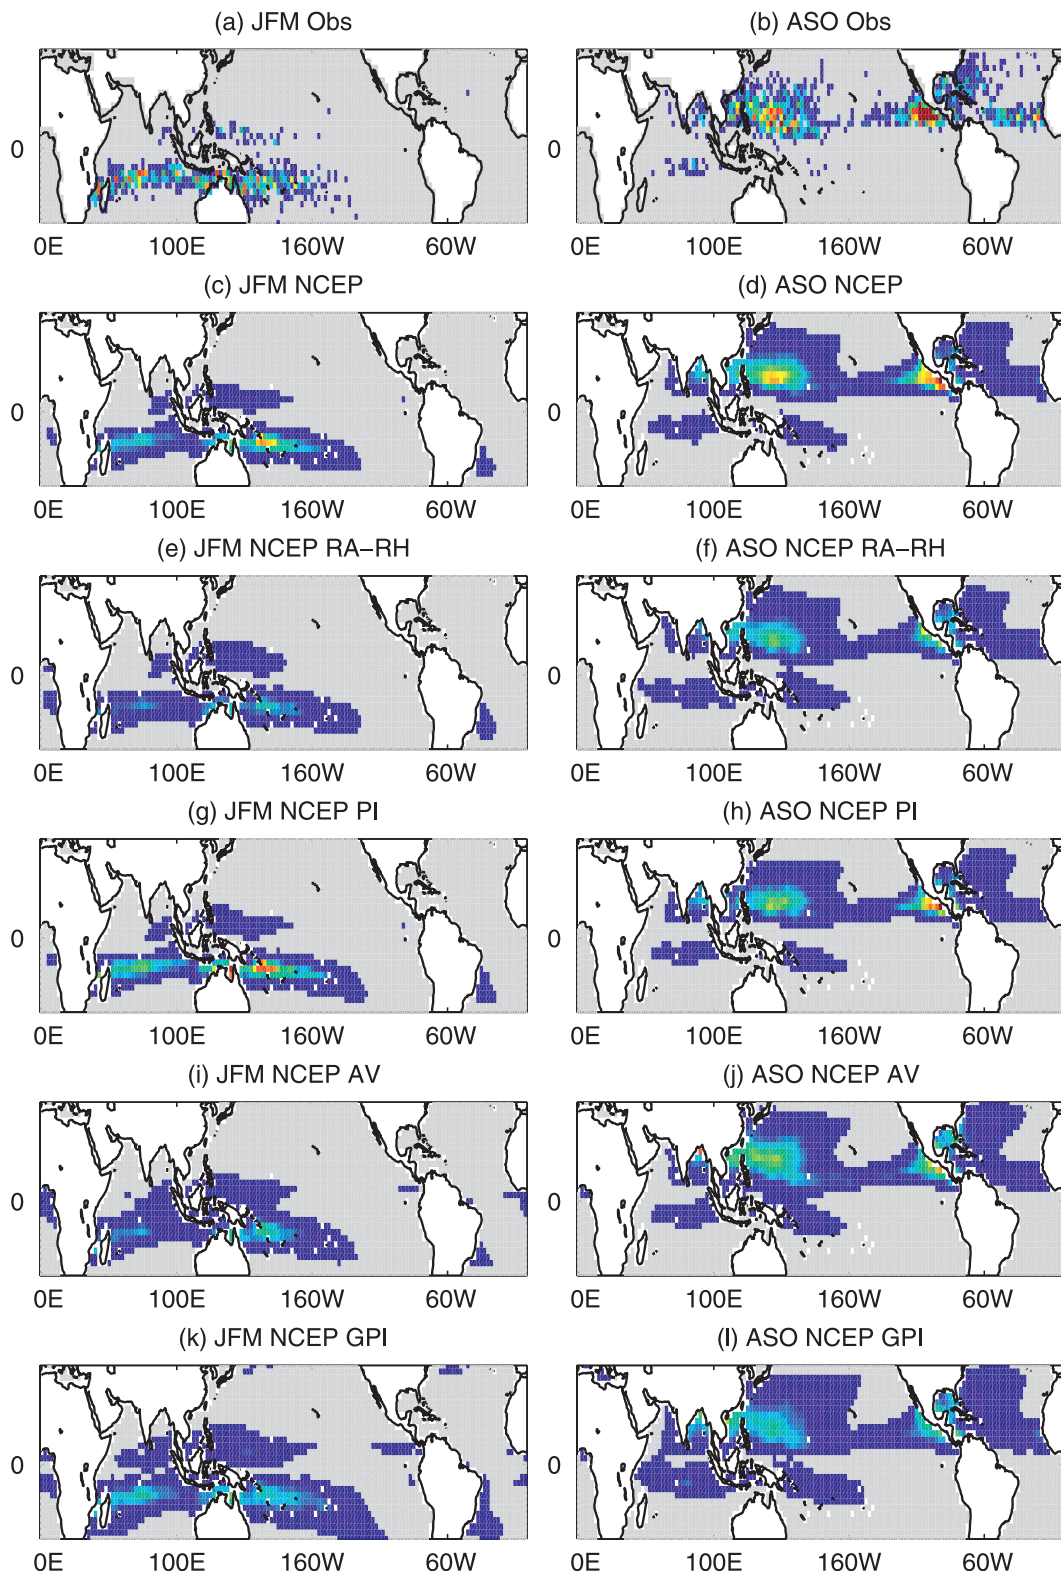 (a) JFM Obs
(b) ASO Obs
0
0
0E 100E 160W 60W
0E 100E 160W 60W
(c) JFM NCEP
(d) ASO NCEP
0
0
0E 100E 160W 60W
0E 100E 160W 60W
(e) JFM NCEP RA–RH
(f) ASO NCEP RA–RH
0
0
0E 100E 160W 60W
0E 100E 160W 60W
(g) JFM NCEP PI
(h) ASO NCEP PI
0
0
0E 100E 160W 60W
0E 100E 160W 60W
(i) JFM NCEP AV
(j) ASO NCEP AV
0
0
0E 100E 160W 60W
0E 100E 160W 60W
(k) JFM NCEP GPI
(l) ASO NCEP GPI
0
0
0E 100E 160W 60W
0E 100E 160W 60W